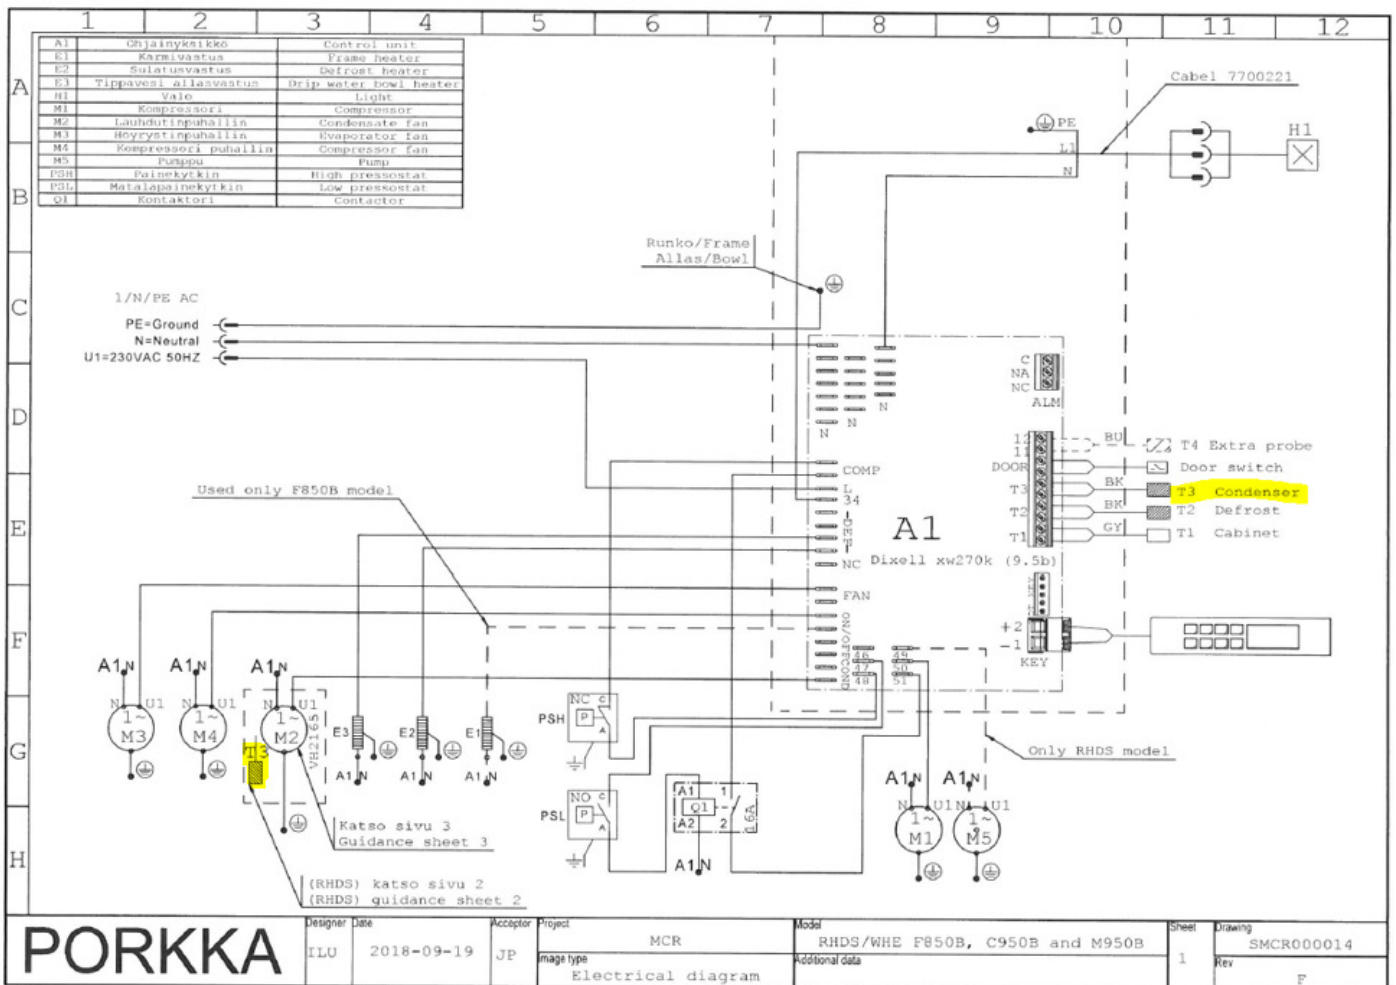 1 2 3 4 5 6 7 8 9 10 11 12
A
B
C
D
E
F
G
H
A1 Ohjainyksikkö Control unit
E1 Karmivastus Frame heater
E2 Sulatusvastus Defrost heater
E3 Tippavesi allasvastus Drip water bowl heater
H1 Valo Light
M1 Kompressori Compressor
M2 Lauhdutinpuhallin Condensate fan
M3 Höyrystinpuhallin Evaporator fan
M4 Kompressori puhallin Compressor fan
M5 Pumppu Pump
PSH Painekytkin High pressostat
PSL Matalapainekytkin Low pressostat
Q1 Kontaktori Contactor
Cabel 7700221
PE
L1
N
H1
Runko/Frame
Allas/Bowl
1/N/PE AC
PE=Ground
N=Neutral
U1=230VAC 50HZ
N N N
C
NA
NC
ALM
COMP
L
34
DEF
NC
FAN
ON/OFF
COND
46 49
47 50
48 51
A1
Dixell xw270k (9.5b)
12 BU T4 Extra probe
11
DOOR Door switch
T3 BK T3 Condenser
T2 BK T2 Defrost
T1 GY T1 Cabinet
+2
-1
KEY
Used only F850B model
A1 N A1 N A1 N
N U1 N U1 N U1
1~ 1~ 1~
M3 M4 M2
T3
VH2165
E3 E2 E1
A1 N A1 N A1 N
PSH NC C
P
A
PSL NO C
P
A
A1 1
Q1
A2 2
16A
A1 N
Only RHDS model
A1 N A1 N
N U1 N U1
1~ 1~
M1 M5
Katso sivu 3
Guidance sheet 3
(RHDS) katso sivu 2
(RHDS) guidance sheet 2
PORKKA
Designer Date Acceptor Project Model Sheet Drawing
ILU 2018-09-19 JP MCR RHDS/WHE F850B, C950B and M950B 1 SMCR000014
Image type Additional data Rev
Electrical diagram F